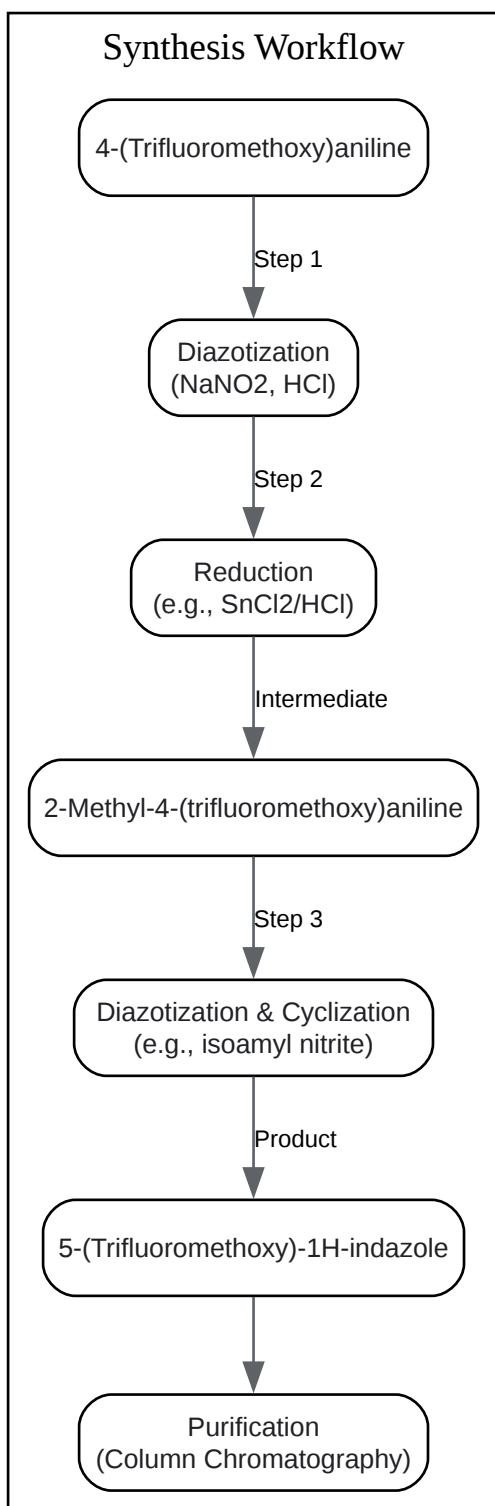 Synthesis Workflow
4-(Trifluoromethoxy)aniline
Step 1
Diazotization
(NaNO2, HCl)
Step 2
Reduction
(e.g., SnCl2/HCl)
Intermediate
2-Methyl-4-(trifluoromethoxy)aniline
Step 3
Diazotization & Cyclization
(e.g., isoamyl nitrite)
Product
5-(Trifluoromethoxy)-1H-indazole
Purification
(Column Chromatography)